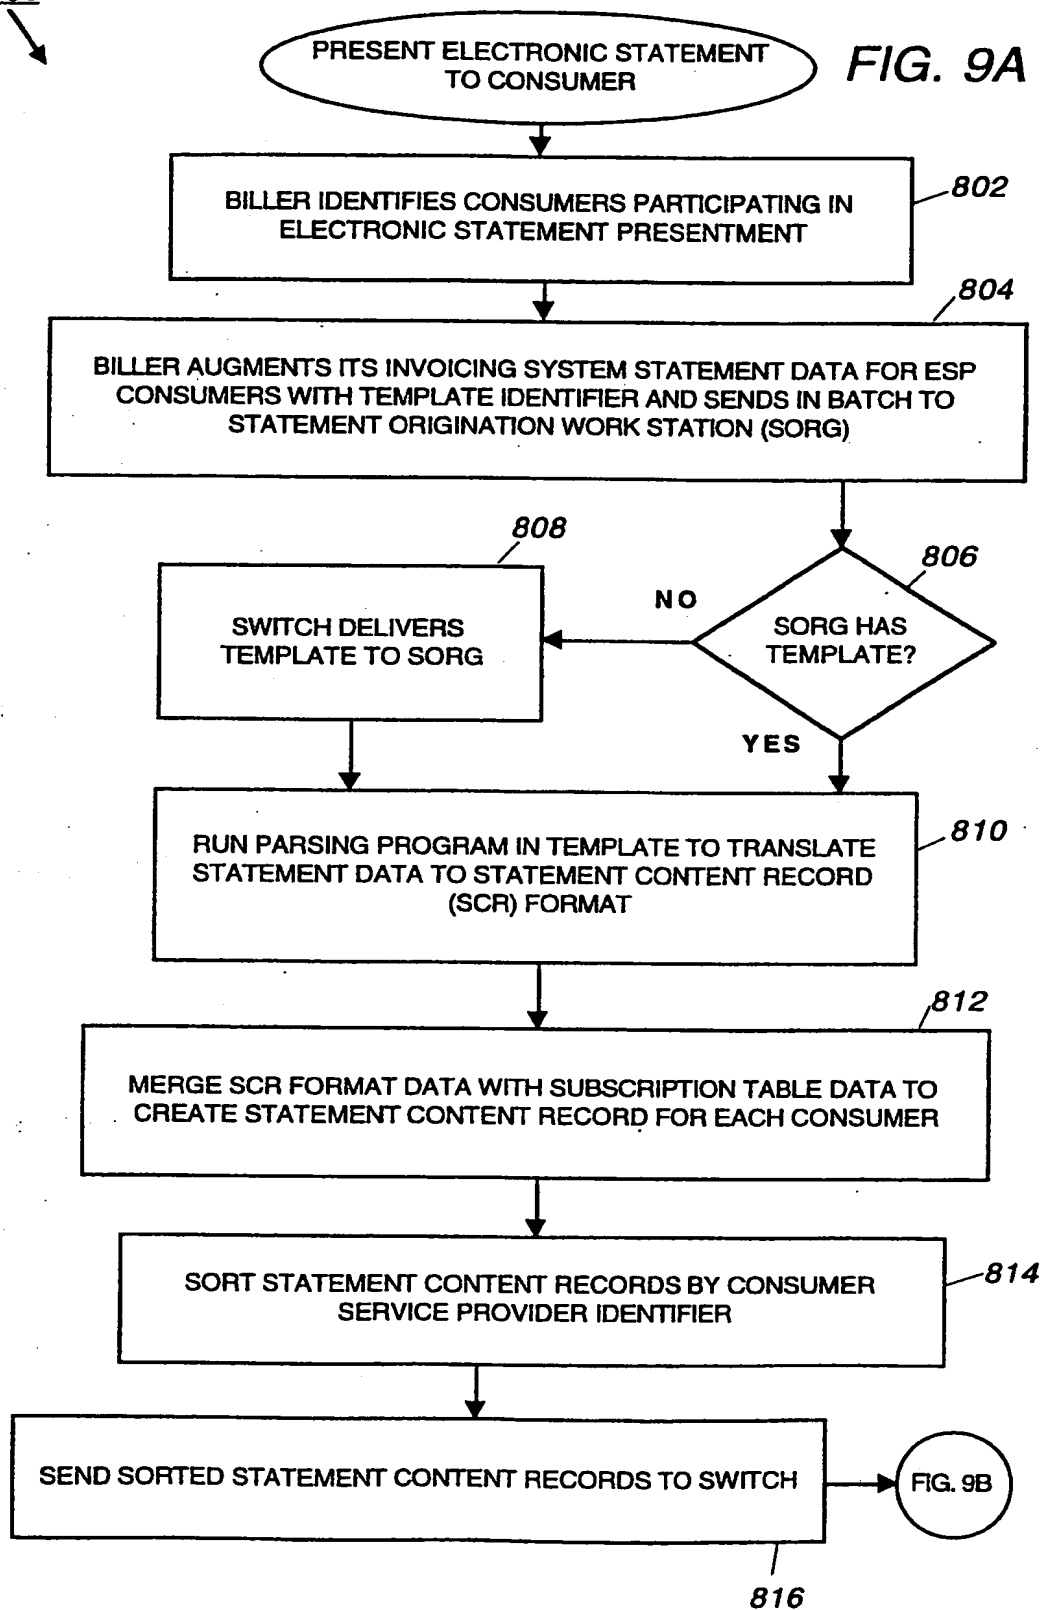 PRESENT ELECTRONIC STATEMENT
TO CONSUMER
FIG. 9A
BILLER IDENTIFIES CONSUMERS PARTICIPATING IN
ELECTRONIC STATEMENT PRESENTMENT
802
804
BILLER AUGMENTS ITS INVOICING SYSTEM STATEMENT DATA FOR ESP
CONSUMERS WITH TEMPLATE IDENTIFIER AND SENDS IN BATCH TO
STATEMENT ORIGINATION WORK STATION (SORG)
808
806
NO
SWITCH DELIVERS
TEMPLATE TO SORG
SORG HAS
TEMPLATE?
YES
810
RUN PARSING PROGRAM IN TEMPLATE TO TRANSLATE
STATEMENT DATA TO STATEMENT CONTENT RECORD
(SCR) FORMAT
812
MERGE SCR FORMAT DATA WITH SUBSCRIPTION TABLE DATA TO
CREATE STATEMENT CONTENT RECORD FOR EACH CONSUMER
SORT STATEMENT CONTENT RECORDS BY CONSUMER
SERVICE PROVIDER IDENTIFIER
814
SEND SORTED STATEMENT CONTENT RECORDS TO SWITCH
FIG. 9B
816